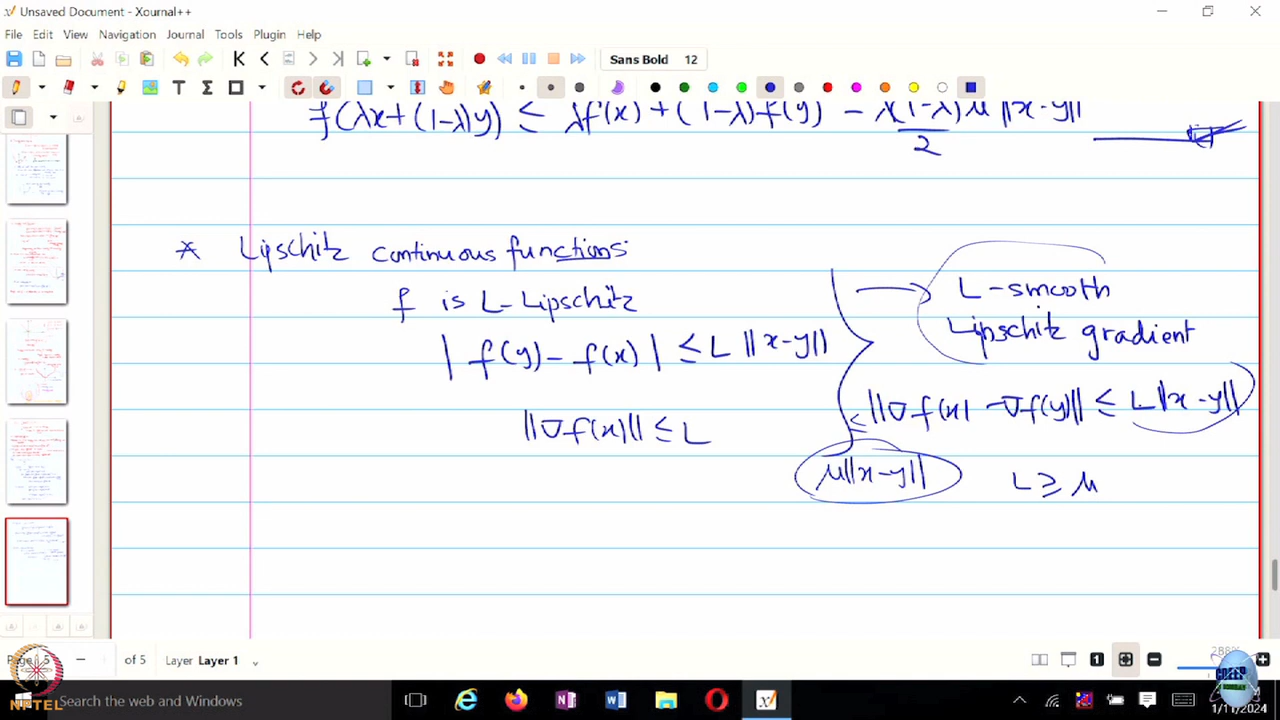 Unsaved Document - Xournal++
File Edit View Navigation Journal Tools Plugin Help
Sans Bold 12
f(λx+(1-λ)y) ≤ λf(x) + (1-λ)f(y) - λ(1-λ)μ ||x-y||
2
* Lipschitz continuous functions
f is L-Lipschitz
|f(y) - f(x)| ≤ L ||x-y||
||∇f(x)|| ≤ L
L-smooth
Lipschitz gradient
≤ ||∇f(x) - ∇f(y)|| ≤ L||x-y||
μ||x-y||
L ≥ μ
of 5 Layer Layer 1
288%
Search the web and Windows
NPTEL
1/11/2024